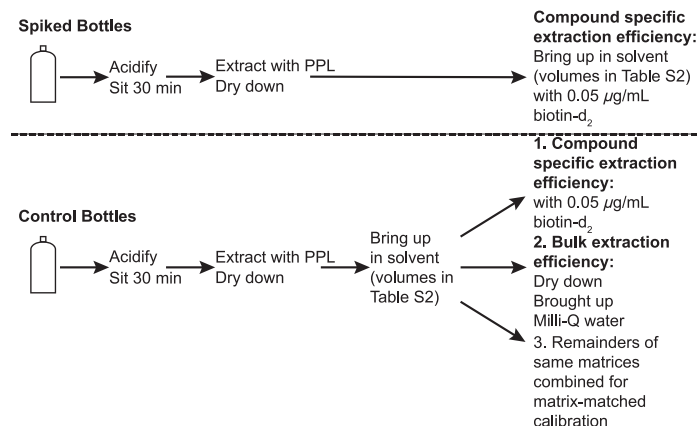 Spiked Bottles
Acidify
Sit 30 min
Extract with PPL
Dry down
Compound specific
extraction efficiency:
Bring up in solvent
(volumes in Table S2)
with 0.05 µg/mL
biotin-d2
Control Bottles
Acidify
Sit 30 min
Extract with PPL
Dry down
Bring up
in solvent
(volumes in
Table S2)
1. Compound
specific extraction
efficiency:
with 0.05 µg/mL
biotin-d2
2. Bulk extraction
efficiency:
Dry down
Brought up
Milli-Q water
3. Remainders of
same matrices
combined for
matrix-matched
calibration